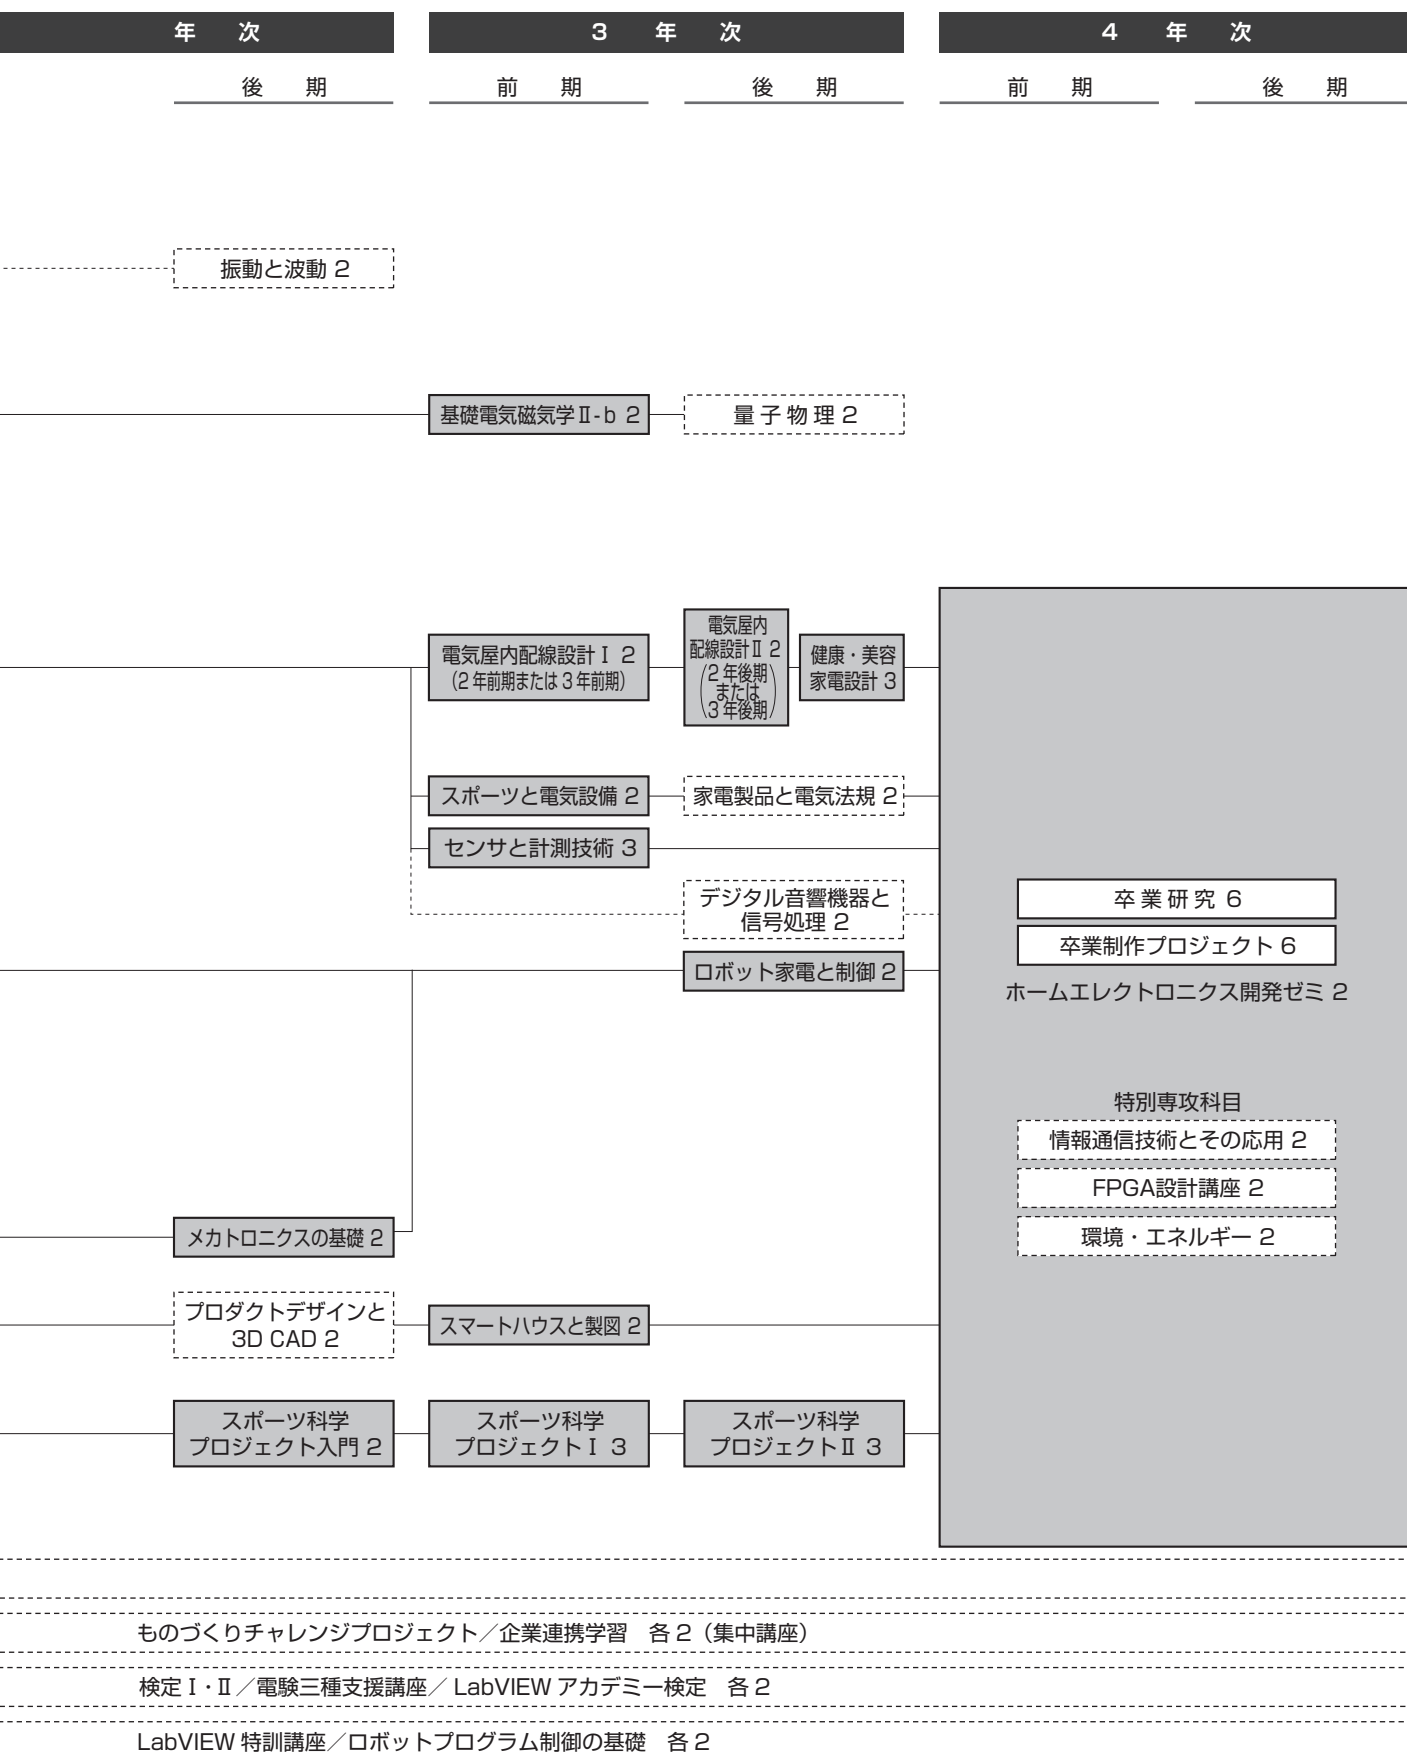 年 次
3 年 次
4 年 次
後 期
前 期
後 期
前 期
後 期
振動と波動 2
基礎電気磁気学Ⅱ-b 2
量子物理 2
電気屋内配線設計Ⅰ 2
(2年前期または3年前期)
電気屋内
配線設計Ⅱ 2
(2年後期
または
3年後期)
健康・美容
家電設計 3
スポーツと電気設備 2
家電製品と電気法規 2
センサと計測技術 3
デジタル音響機器と
信号処理 2
ロボット家電と制御 2
卒業研究 6
卒業制作プロジェクト 6
ホームエレクトロニクス開発ゼミ 2
特別専攻科目
情報通信技術とその応用 2
FPGA設計講座 2
環境・エネルギー 2
メカトロニクスの基礎 2
プロダクトデザインと
3D CAD 2
スマートハウスと製図 2
スポーツ科学
プロジェクト入門 2
スポーツ科学
プロジェクトⅠ 3
スポーツ科学
プロジェクトⅡ 3
ものづくりチャレンジプロジェクト／企業連携学習 各2（集中講座）
検定Ⅰ・Ⅱ／電験三種支援講座／LabVIEW アカデミー検定 各2
LabVIEW 特訓講座／ロボットプログラム制御の基礎 各2